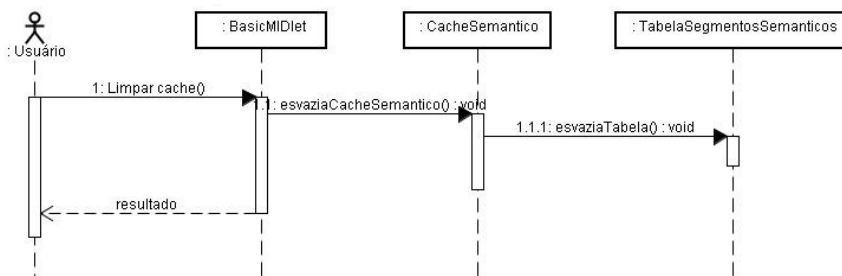 : Usuário
: BasicMIDlet
: CacheSemantico
: TabelaSegmentosSemanticos
1: Limpar cache()
1.1: esvaziaCacheSemantico() : void
1.1.1: esvaziaTabela() : void
resultado